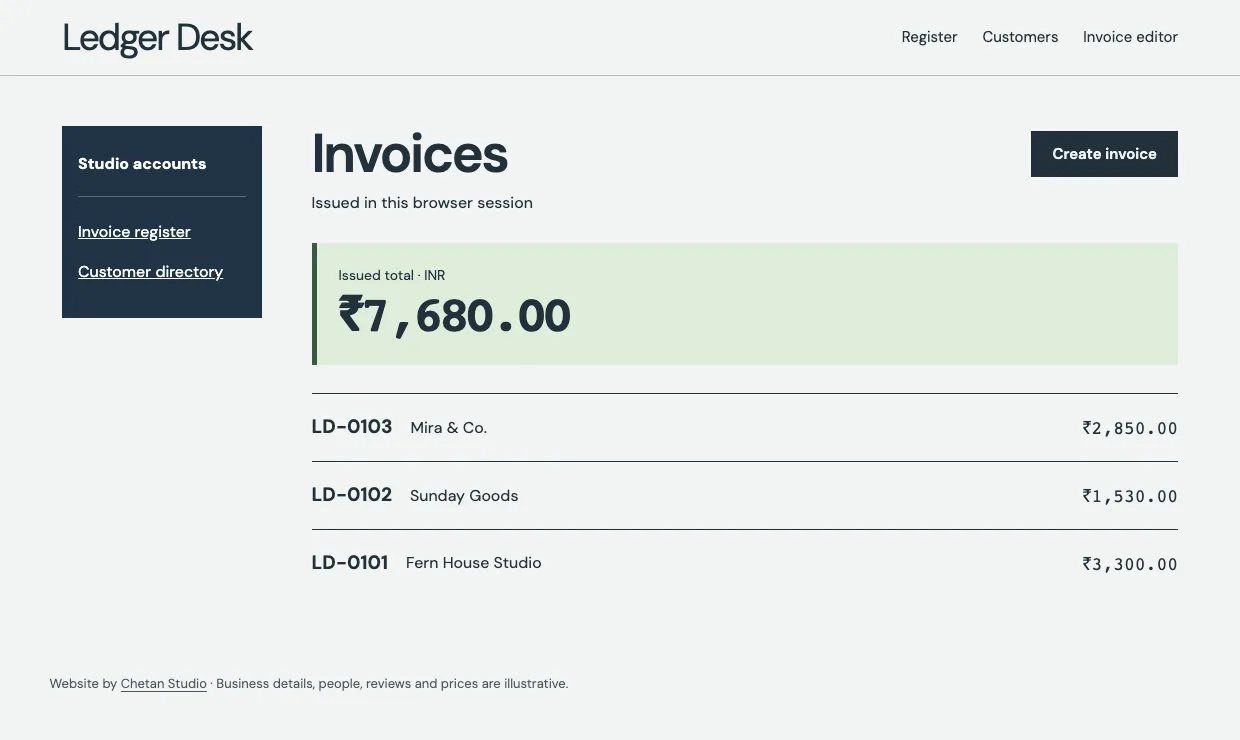 Ledger Desk
Register Customers Invoice editor
Studio accounts
Invoice register
Customer directory
Invoices
Issued in this browser session
Create invoice
Issued total · INR
₹7,680.00
LD-0103 Mira & Co. ₹2,850.00
LD-0102 Sunday Goods ₹1,530.00
LD-0101 Fern House Studio ₹3,300.00
Website by Chetan Studio · Business details, people, reviews and prices are illustrative.